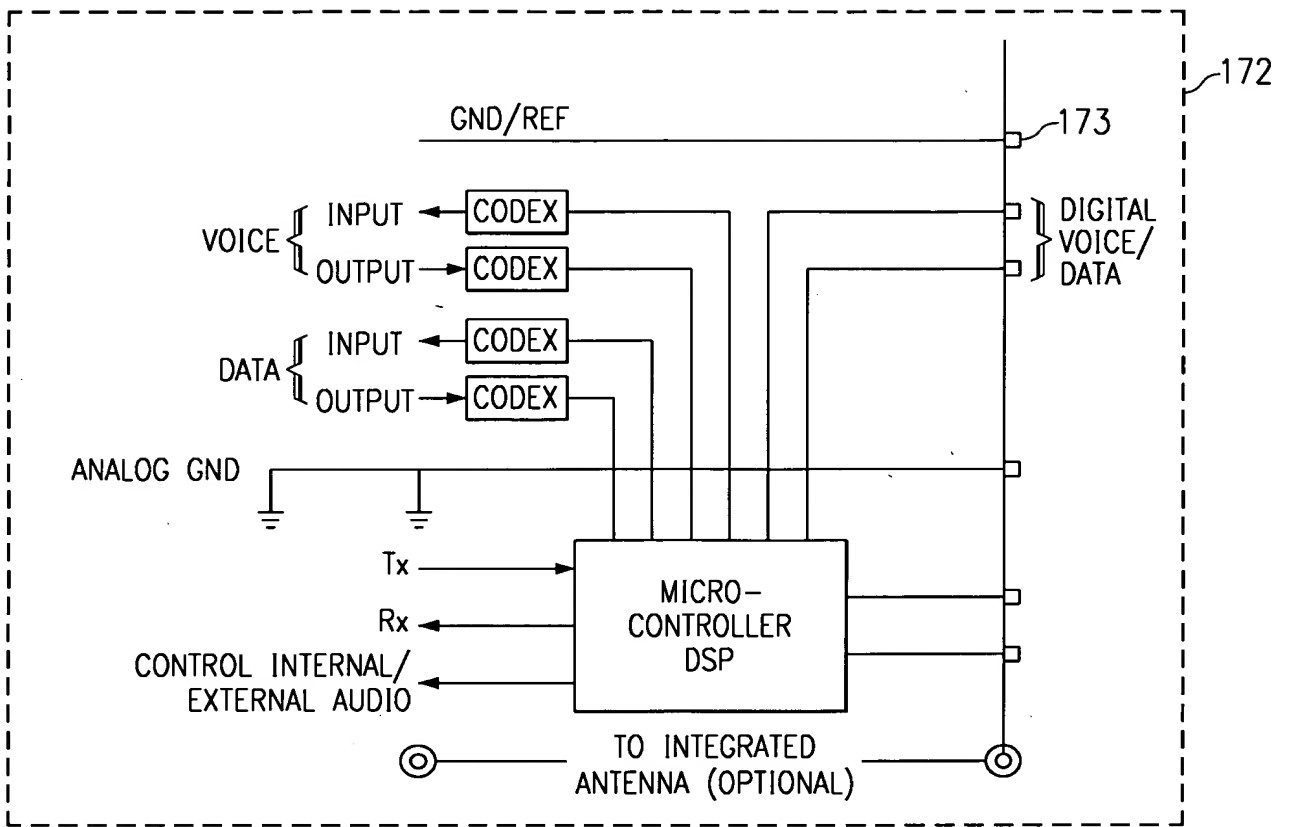 172
GND/REF
173
VOICE
INPUT
CODEX
OUTPUT
CODEX
DIGITAL
VOICE/
DATA
DATA
INPUT
CODEX
OUTPUT
CODEX
ANALOG GND
Tx
Rx
CONTROL INTERNAL/
EXTERNAL AUDIO
MICRO-
CONTROLLER
DSP
TO INTEGRATED
ANTENNA (OPTIONAL)